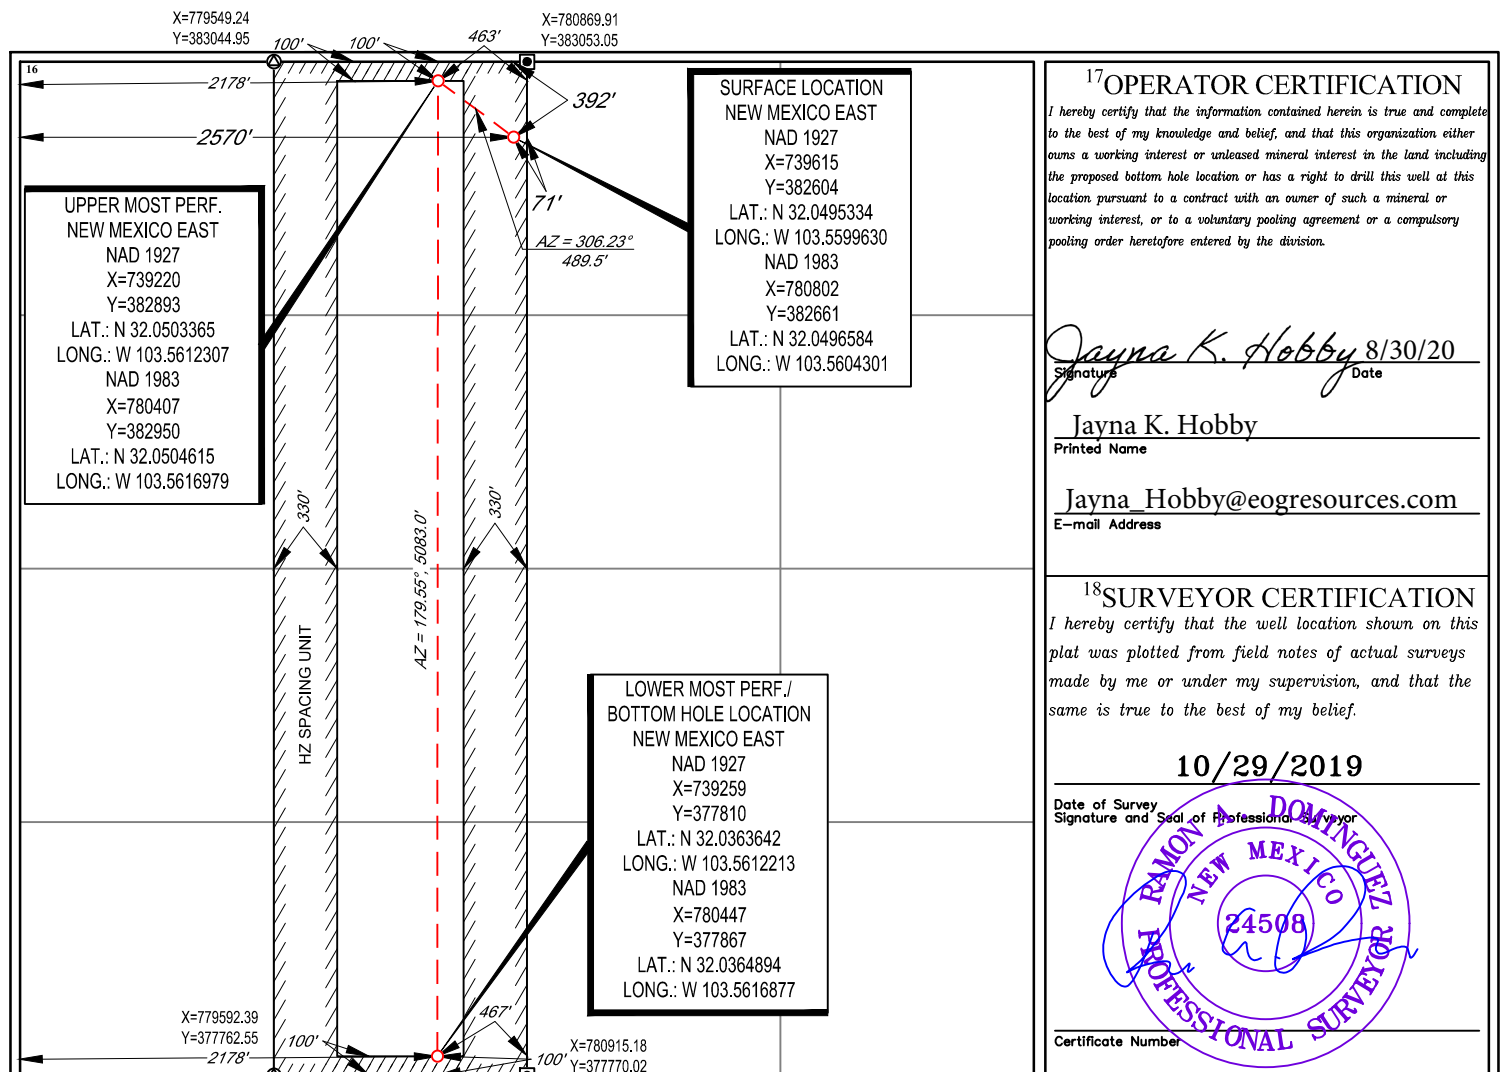 X=779549.24
Y=383044.95
X=780869.91
Y=383053.05
100'
100'
463'
16
2178'
392'
2570'
71'
AZ = 306.23°
489.5'
UPPER MOST PERF.
NEW MEXICO EAST
NAD 1927
X=739220
Y=382893
LAT.: N 32.0503365
LONG.: W 103.5612307
NAD 1983
X=780407
Y=382950
LAT.: N 32.0504615
LONG.: W 103.5616979
SURFACE LOCATION
NEW MEXICO EAST
NAD 1927
X=739615
Y=382604
LAT.: N 32.0495334
LONG.: W 103.5599630
NAD 1983
X=780802
Y=382661
LAT.: N 32.0496584
LONG.: W 103.5604301
330'
330'
AZ = 179.55°, 5083.0'
HZ SPACING UNIT
LOWER MOST PERF./
BOTTOM HOLE LOCATION
NEW MEXICO EAST
NAD 1927
X=739259
Y=377810
LAT.: N 32.0363642
LONG.: W 103.5612213
NAD 1983
X=780447
Y=377867
LAT.: N 32.0364894
LONG.: W 103.5616877
X=779592.39
Y=377762.55
2178'
100'
467'
100'
X=780915.18
Y=377770.02
17 OPERATOR CERTIFICATION
I hereby certify that the information contained herein is true and complete
to the best of my knowledge and belief, and that this organization either
owns a working interest or unleased mineral interest in the land including
the proposed bottom hole location or has a right to drill this well at this
location pursuant to a contract with an owner of such a mineral or
working interest, or to a voluntary pooling agreement or a compulsory
pooling order heretofore entered by the division.
Jayna K. Hobby 8/30/20
Signature Date
Jayna K. Hobby
Printed Name
Jayna_Hobby@eogresources.com
E-mail Address
18 SURVEYOR CERTIFICATION
I hereby certify that the well location shown on this
plat was plotted from field notes of actual surveys
made by me or under my supervision, and that the
same is true to the best of my belief.
10/29/2019
Date of Survey
Signature and Seal of Professional Surveyor
RAMON A. DOMINGUEZ
NEW MEXICO
24508
PROFESSIONAL SURVEYOR
Certificate Number